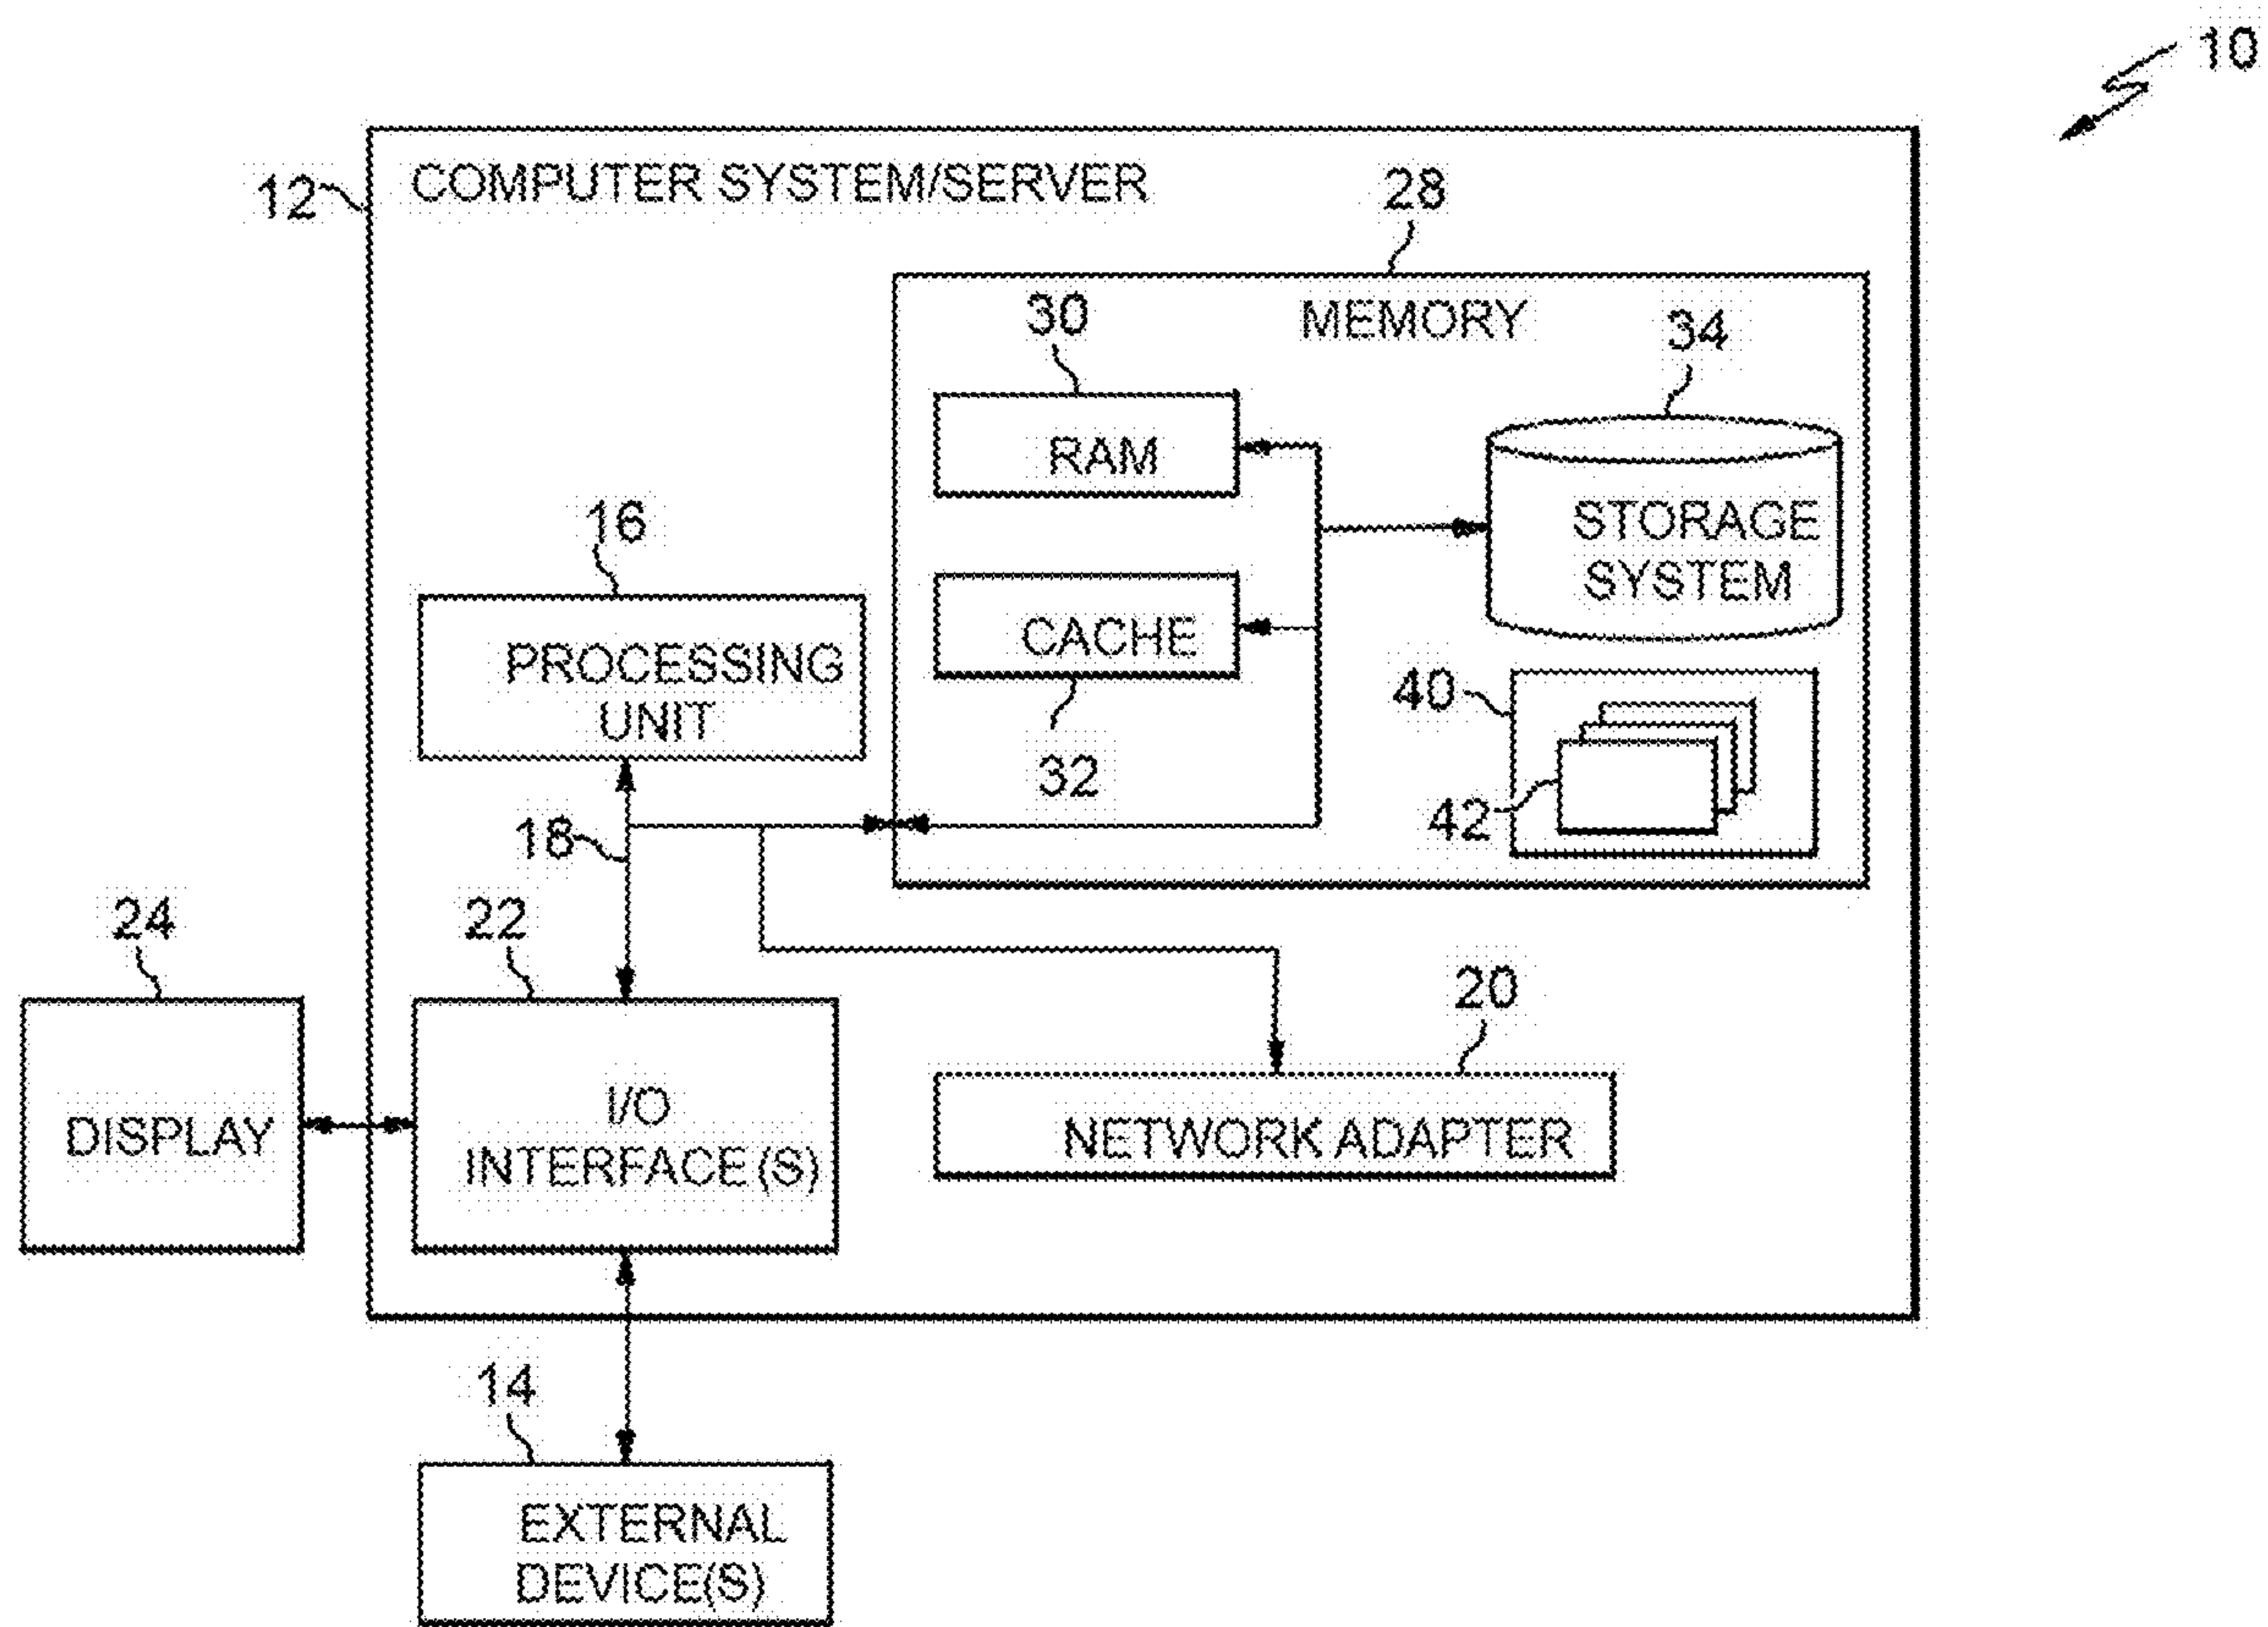 10
12
COMPUTER SYSTEM/SERVER
28
MEMORY
30
34
RAM
STORAGE
SYSTEM
16
CACHE
PROCESSING
UNIT
32
40
42
18
24
22
20
DISPLAY
I/O
INTERFACE(S)
NETWORK ADAPTER
14
EXTERNAL
DEVICE(S)